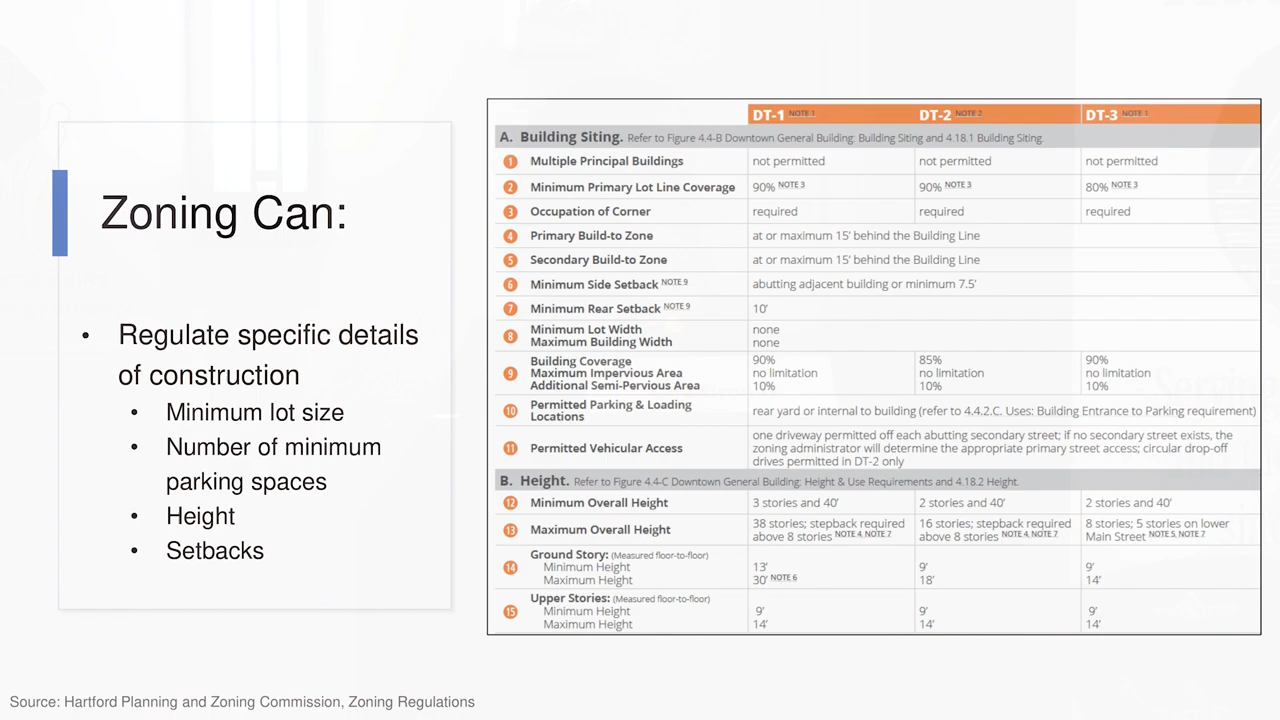 Zoning Can:
• Regulate specific details
of construction
• Minimum lot size
• Number of minimum
parking spaces
• Height
• Setbacks
DT-1 NOTE 1 DT-2 NOTE 2 DT-3 NOTE 1
A. Building Siting. Refer to Figure 4.4-B Downtown General Building: Building Siting and 4.18.1 Building Siting.
1 Multiple Principal Buildings not permitted not permitted not permitted
2 Minimum Primary Lot Line Coverage 90% NOTE 3 90% NOTE 3 80% NOTE 3
3 Occupation of Corner required required required
4 Primary Build-to Zone at or maximum 15' behind the Building Line
5 Secondary Build-to Zone at or maximum 15' behind the Building Line
6 Minimum Side Setback NOTE 9 abutting adjacent building or minimum 7.5'
7 Minimum Rear Setback NOTE 9 10'
8 Minimum Lot Width none
Maximum Building Width none
9 Building Coverage 90% 85% 90%
Maximum Impervious Area no limitation no limitation no limitation
Additional Semi-Pervious Area 10% 10% 10%
10 Permitted Parking & Loading
Locations rear yard or internal to building (refer to 4.4.2.C. Uses: Building Entrance to Parking requirement)
11 Permitted Vehicular Access one driveway permitted off each abutting secondary street; if no secondary street exists, the
zoning administrator will determine the appropriate primary street access; circular drop-off
drives permitted in DT-2 only
B. Height. Refer to Figure 4.4-C Downtown General Building: Height & Use Requirements and 4.18.2 Height.
12 Minimum Overall Height 3 stories and 40' 2 stories and 40' 2 stories and 40'
13 Maximum Overall Height 38 stories; stepback required 16 stories; stepback required 8 stories; 5 stories on lower
above 8 stories NOTE 4, NOTE 7 above 8 stories NOTE 4, NOTE 7 Main Street NOTE 5, NOTE 7
14 Ground Story: (Measured floor-to-floor)
Minimum Height 13' 9' 9'
Maximum Height 30' NOTE 6 18' 14'
15 Upper Stories: (Measured floor-to-floor)
Minimum Height 9' 9' 9'
Maximum Height 14' 14' 14'
Source: Hartford Planning and Zoning Commission, Zoning Regulations